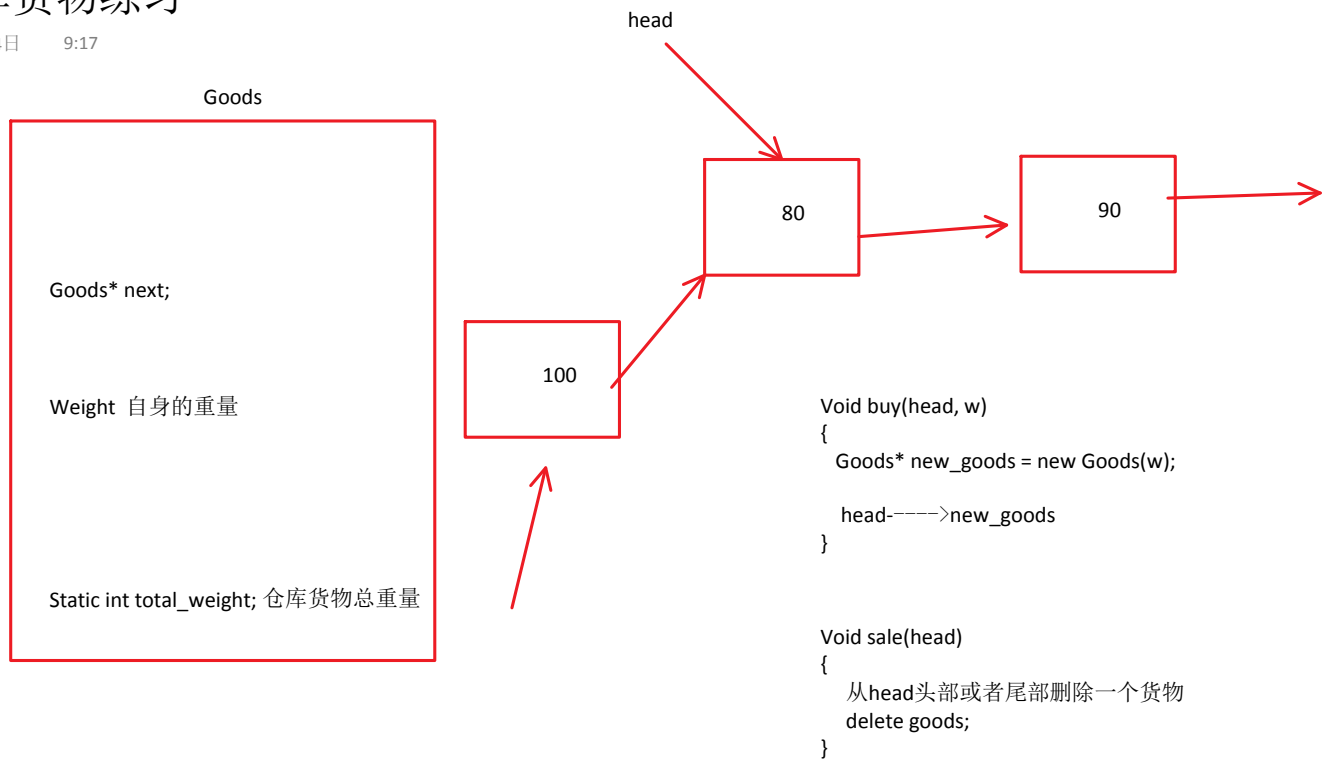 货物练习
日 9:17
head
Goods
80
90
Goods* next;
100
Weight 自身的重量
Static int total_weight; 仓库货物总重量
Void buy(head, w)
{
Goods* new_goods = new Goods(w);
head----->new_goods
}
Void sale(head)
{
从head头部或者尾部删除一个货物
delete goods;
}